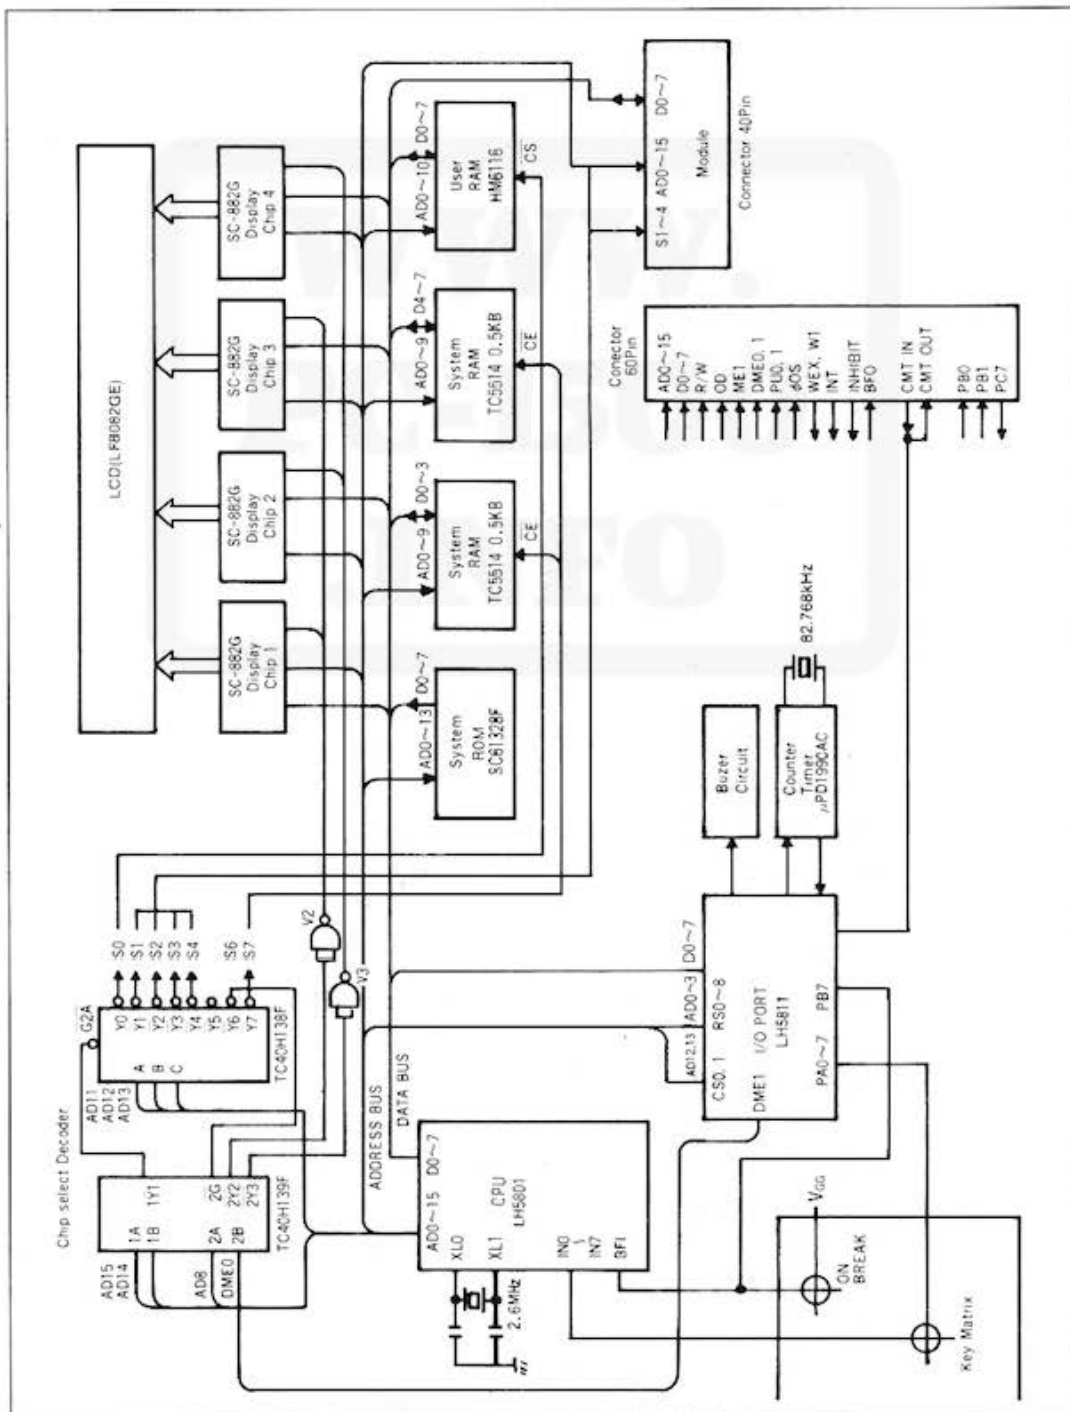 Chip select Decoder
AD15
AD14
AD8
DME0
1A
1B
2A
2B
1Y1
2G
2Y2
2Y3
TC40H139F
AD11
AD12
AD13
G2A
A
B
C
Y0
Y1
Y2
Y3
Y4
Y5
Y6
Y7
TC40H138F
S0
S1
S2
S3
S4
S6
S7
V2
V3
LCD(LF8082GE)
SC-882G
Display
Chip 1
SC-882G
Display
Chip 2
SC-882G
Display
Chip 3
SC-882G
Display
Chip 4
AD0~13
D0~7
System
ROM
SC61328F
AD0~9
D0~3
System
RAM
TC5514 0.5KB
CE
AD0~9
D4~7
System
RAM
TC5514 0.5KB
CE
AD0~10
D0~7
User
RAM
HM6116
CS
ADDRESS BUS
DATA BUS
AD0~15 D0~7
XL0
XL1
CPU
LH5801
IN0
IN7
BFI
2.6MHz
AD12,13
AD0~3
D0~7
CS0, 1
RS0~8
DME1
I/O PORT
LH5811
PA0~7
PB7
Buzer
Circuit
Counter
Timer
μPD1990AC
82.768kHz
Conector
60Pin
AD0~15
D0~7
R/W
OD
ME1
DME0, 1
PU0, 1
φOS
WEX, W1
INT
INHIBIT
BFO
CMT IN
CMT OUT
PB0
PB1
PC7
S1~4 AD0~15 D0~7
Module
Connector 40Pin
VGG
ON
BREAK
Key Matrix
WWW.
PC-1500
INFO